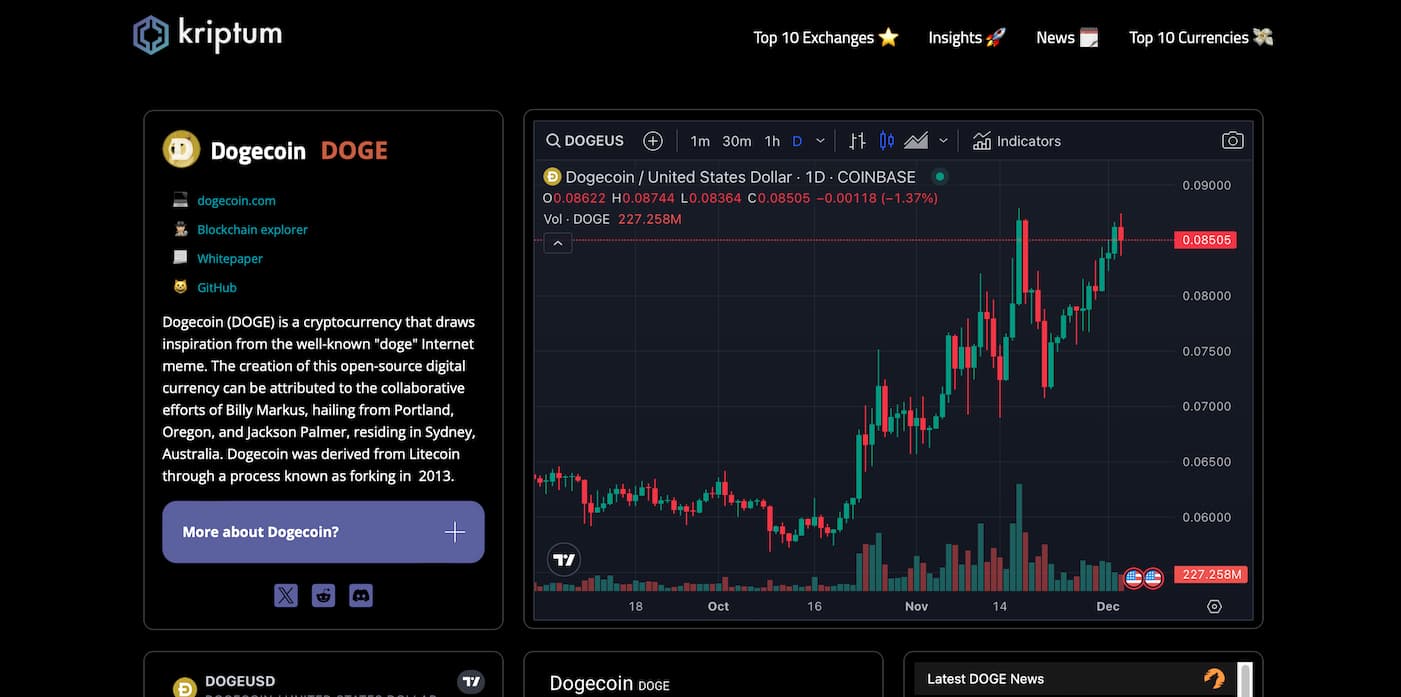 kriptum
Top 10 Exchanges ⭐ Insights 🚀 News 🗒️ Top 10 Currencies 💸
Dogecoin DOGE
dogecoin.com
Blockchain explorer
Whitepaper
GitHub
Dogecoin (DOGE) is a cryptocurrency that draws
inspiration from the well-known "doge" Internet
meme. The creation of this open-source digital
currency can be attributed to the collaborative
efforts of Billy Markus, hailing from Portland,
Oregon, and Jackson Palmer, residing in Sydney,
Australia. Dogecoin was derived from Litecoin
through a process known as forking in 2013.
More about Dogecoin?
DOGEUS 1m 30m 1h D Indicators
Dogecoin / United States Dollar · 1D · COINBASE
O0.08622 H0.08744 L0.08364 C0.08505 −0.00118 (−1.37%)
Vol · DOGE 227.258M
0.09000
0.08505
0.08000
0.07500
0.07000
0.06500
0.06000
227.258M
18 Oct 16 Nov 14 Dec
DOGEUSD
DOGECOIN / UNITED STATES DOLLAR
Dogecoin DOGE
Latest DOGE News